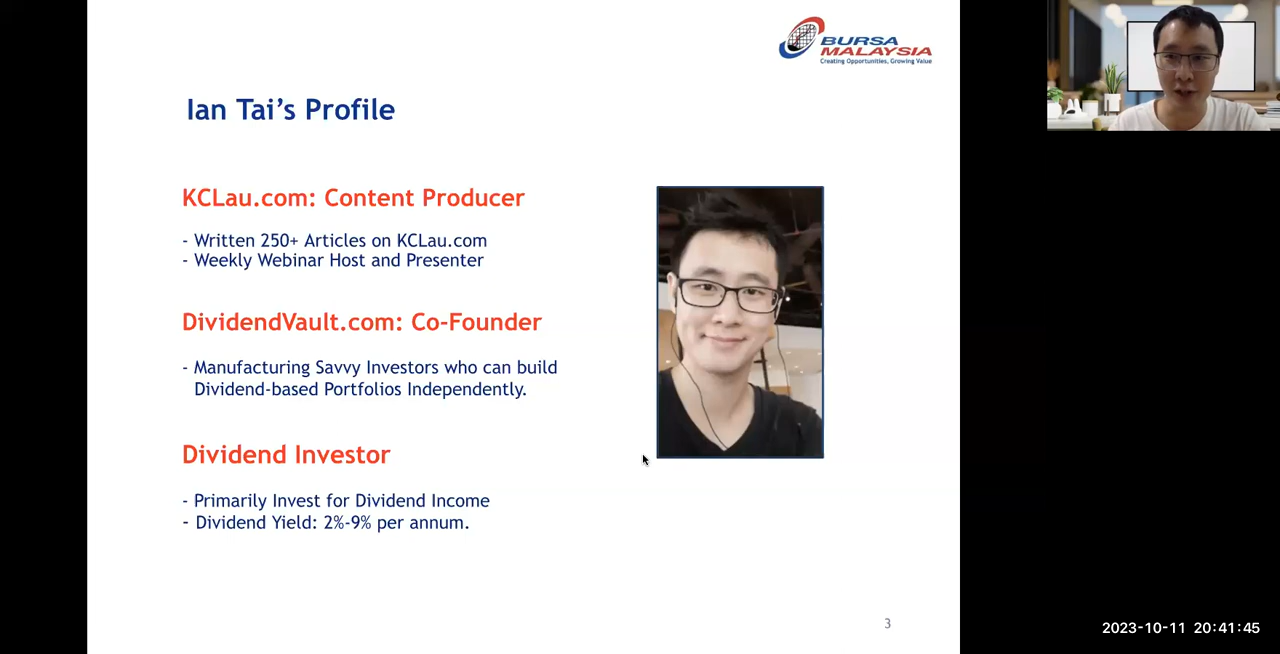 BURSA
MALAYSIA
Creating Opportunities, Growing Value
Ian Tai’s Profile
KCLau.com: Content Producer
- Written 250+ Articles on KCLau.com
- Weekly Webinar Host and Presenter
DividendVault.com: Co-Founder
- Manufacturing Savvy Investors who can build
Dividend-based Portfolios Independently.
Dividend Investor
- Primarily Invest for Dividend Income
- Dividend Yield: 2%-9% per annum.
3
2023-10-11 20:41:45